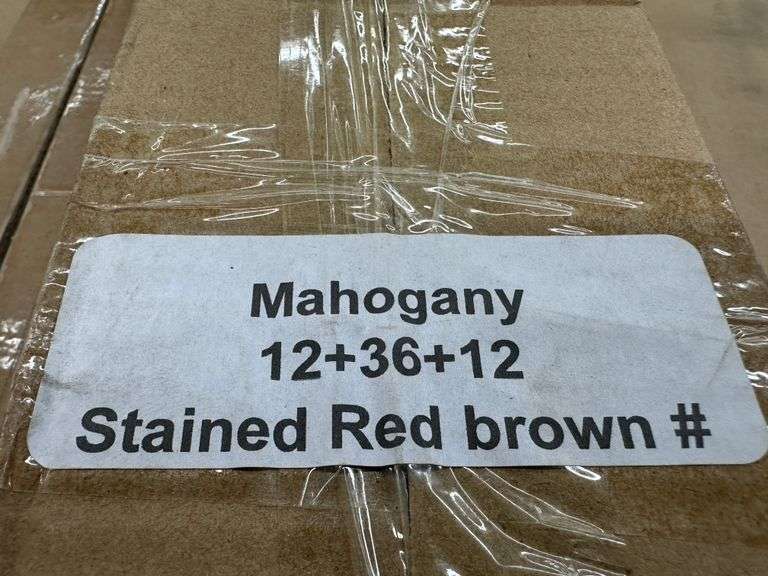 Mahogany
12+36+12
Stained Red brown #